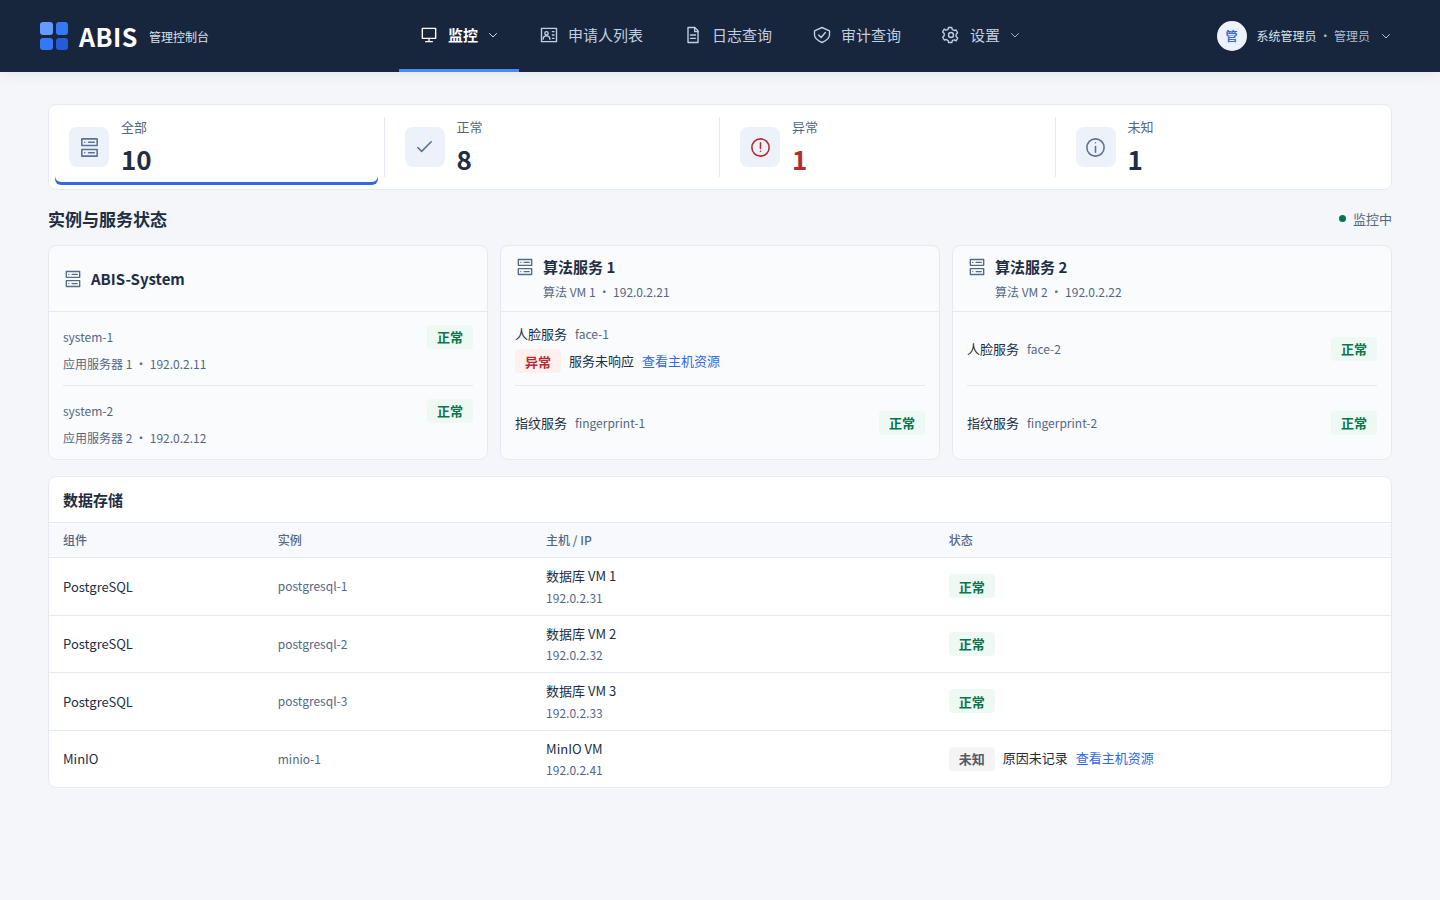 ABIS 管理控制台
监控
申请人列表
日志查询
审计查询
设置
管 系统管理员 • 管理员
全部
10
正常
8
异常
1
未知
1
实例与服务状态
监控中
ABIS-System
system-1 正常
应用服务器 1 • 192.0.2.11
system-2 正常
应用服务器 2 • 192.0.2.12
算法服务 1
算法 VM 1 • 192.0.2.21
人脸服务 face-1
异常 服务未响应 查看主机资源
指纹服务 fingerprint-1 正常
算法服务 2
算法 VM 2 • 192.0.2.22
人脸服务 face-2 正常
指纹服务 fingerprint-2 正常
数据存储
组件 实例 主机 / IP 状态
PostgreSQL postgresql-1 数据库 VM 1 正常
192.0.2.31
PostgreSQL postgresql-2 数据库 VM 2 正常
192.0.2.32
PostgreSQL postgresql-3 数据库 VM 3 正常
192.0.2.33
MinIO minio-1 MinIO VM 未知 原因未记录 查看主机资源
192.0.2.41